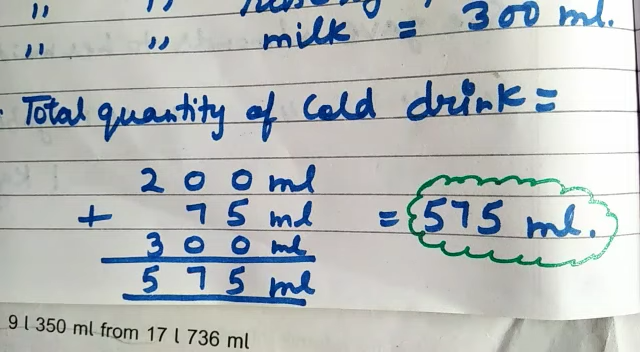 ,, ,,
,, ,, milk = 300 ml.
Total quantity of Cold drink =
200 ml
+ 75 ml = 575 ml.
300 ml
575 ml
9 l 350 ml from 17 l 736 ml